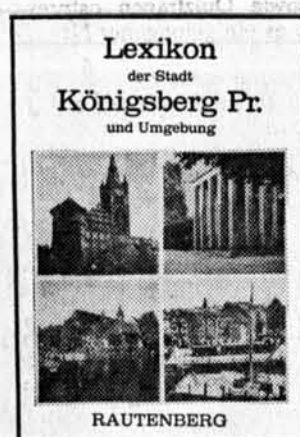 Lexikon
der Stadt
Königsberg Pr.
und Umgebung
RAUTENBERG